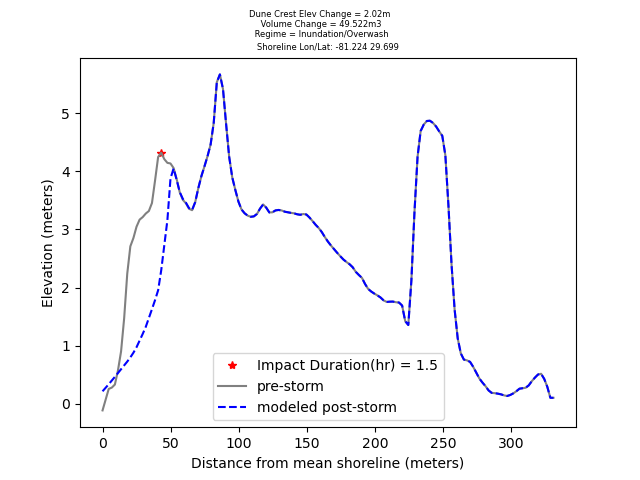 Dune Crest Elev Change = 2.02m
Volume Change = 49.522m3
Regime = Inundation/Overwash
Shoreline Lon/Lat: -81.224 29.699
Elevation (meters)
5
4
3
2
1
0
Impact Duration(hr) = 1.5
pre-storm
modeled post-storm
0 50 100 150 200 250 300
Distance from mean shoreline (meters)